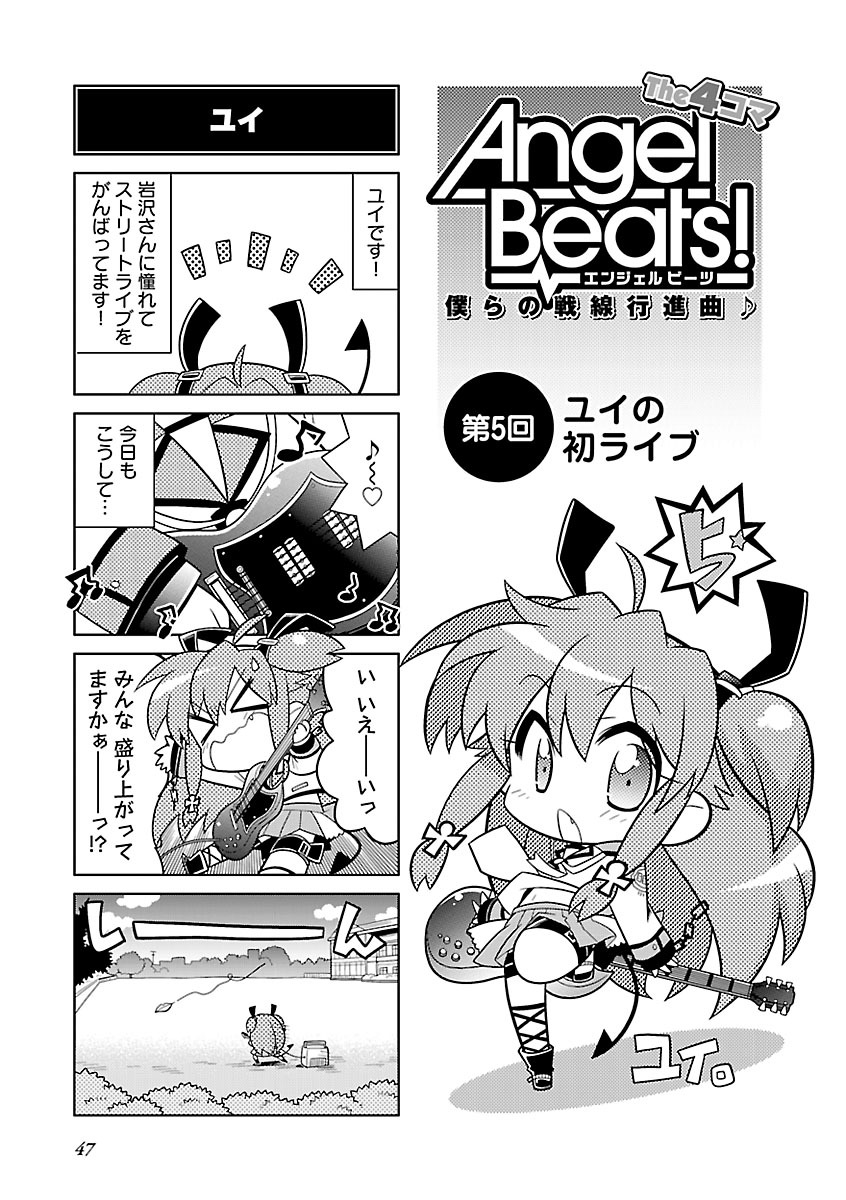 The4コマ
Angel
Beats!
エンジェルビーツ
僕らの戦線行進曲♪
第5回
ユイの
初ライブ
ユイ。
ユイ
ユイです!
岩沢さんに憧れて
ストリートライブを
がんばってます!
今日も
こうして…
♪〜♡
いいえーーいっ
みんな 盛り上がって
ますかぁーーっ!?
しーーん
47